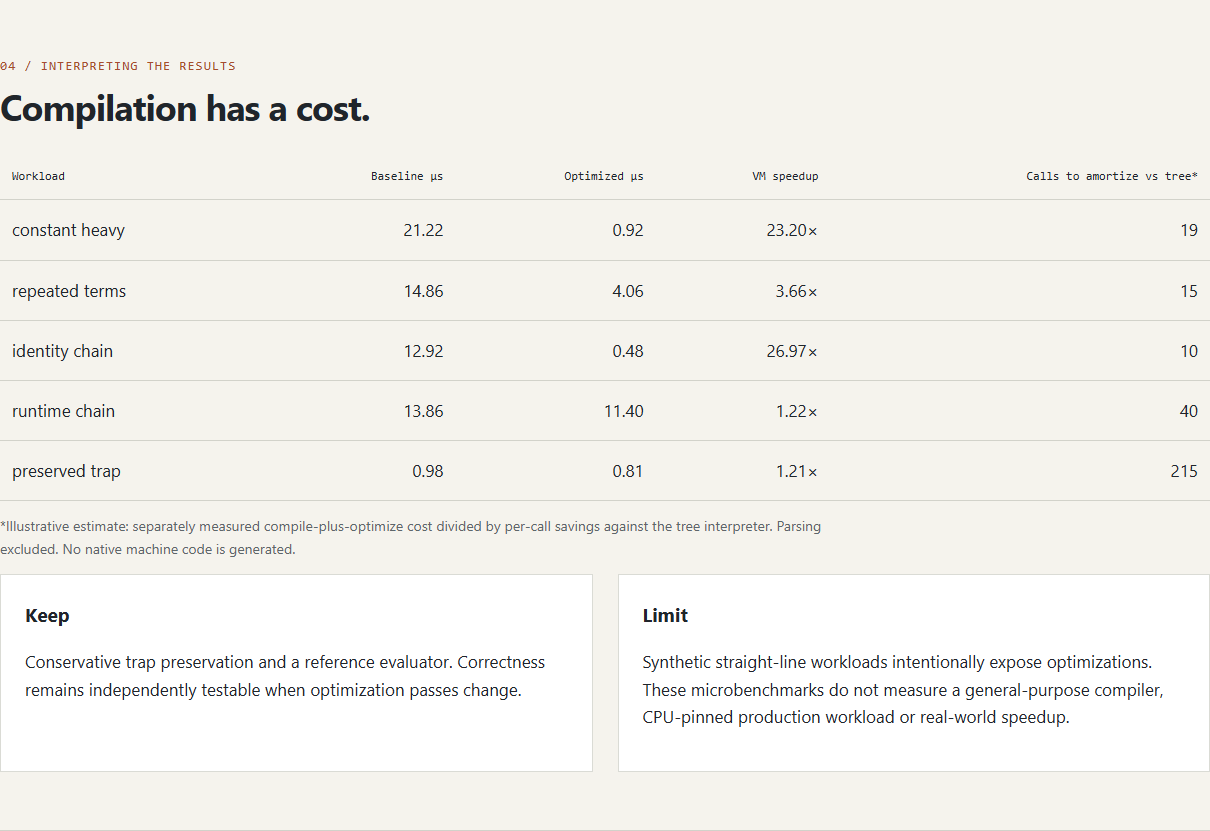 04 / INTERPRETING THE RESULTS
Compilation has a cost.
Workload Baseline µs Optimized µs VM speedup Calls to amortize vs tree*
constant heavy 21.22 0.92 23.20× 19
repeated terms 14.86 4.06 3.66× 15
identity chain 12.92 0.48 26.97× 10
runtime chain 13.86 11.40 1.22× 40
preserved trap 0.98 0.81 1.21× 215
*Illustrative estimate: separately measured compile-plus-optimize cost divided by per-call savings against the tree interpreter. Parsing
excluded. No native machine code is generated.
Keep
Conservative trap preservation and a reference evaluator. Correctness
remains independently testable when optimization passes change.
Limit
Synthetic straight-line workloads intentionally expose optimizations.
These microbenchmarks do not measure a general-purpose compiler,
CPU-pinned production workload or real-world speedup.